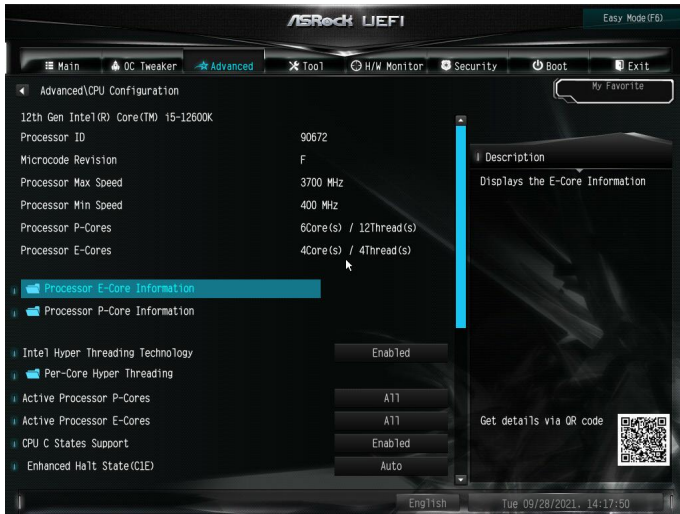 ASRock UEFI
Easy Mode(F6)
Main
OC Tweaker
Advanced
Tool
H/W Monitor
Security
Boot
Exit
Advanced\CPU Configuration
My Favorite
12th Gen Intel(R) Core(TM) i5-12600K
Processor ID 90672
Microcode Revision F
Processor Max Speed 3700 MHz
Processor Min Speed 400 MHz
Processor P-Cores 6Core(s) / 12Thread(s)
Processor E-Cores 4Core(s) / 4Thread(s)
Processor E-Core Information
Processor P-Core Information
Intel Hyper Threading Technology Enabled
Per-Core Hyper Threading
Active Processor P-Cores All
Active Processor E-Cores All
CPU C States Support Enabled
Enhanced Halt State(C1E) Auto
Description
Displays the E-Core Information
Get details via QR code
English
Tue 09/28/2021. 14:17:50